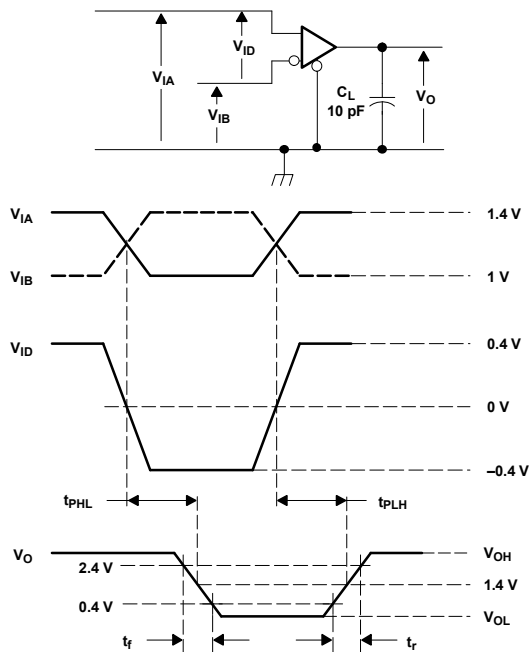 V_ID
V_IA
V_IB
C_L
10 pF
V_O
V_IA
1.4 V
V_IB
1 V
V_ID
0.4 V
0 V
–0.4 V
t_PHL
t_PLH
V_O
V_OH
2.4 V
1.4 V
0.4 V
V_OL
t_f
t_r